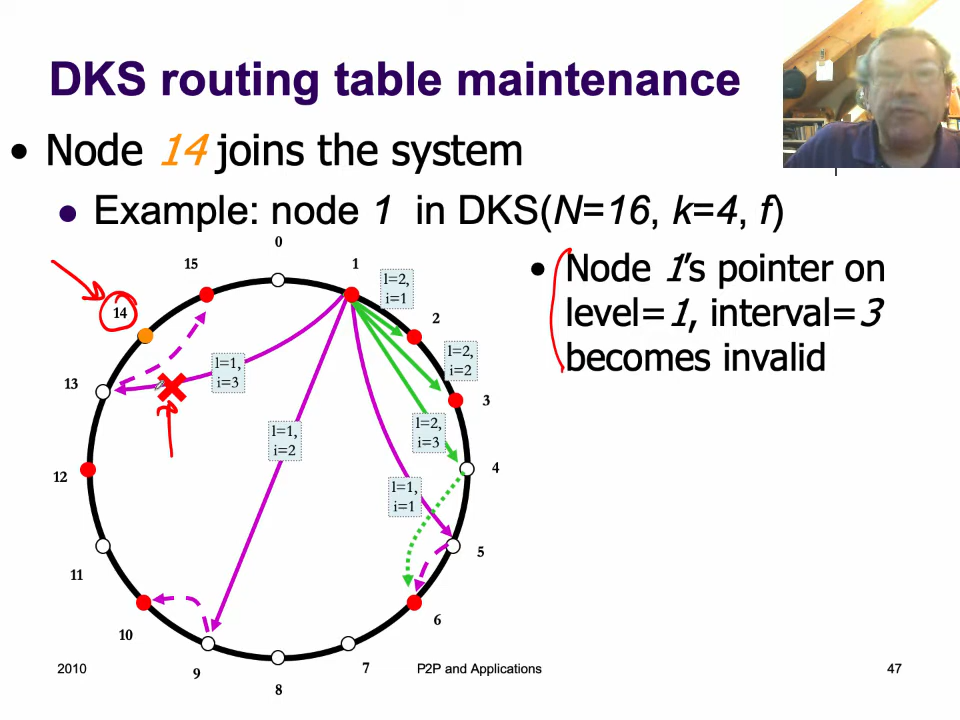 DKS routing table maintenance
• Node 14 joins the system
• Example: node 1 in DKS(N=16, k=4, f)
• Node 1's pointer on
level=1, interval=3
becomes invalid
0
15
1
l=2,
i=1
14
2
l=2,
i=2
l=1,
i=3
13
3
l=2,
i=3
l=1,
i=2
12
4
l=1,
i=1
5
11
6
10
7
9
8
2010
P2P and Applications
47